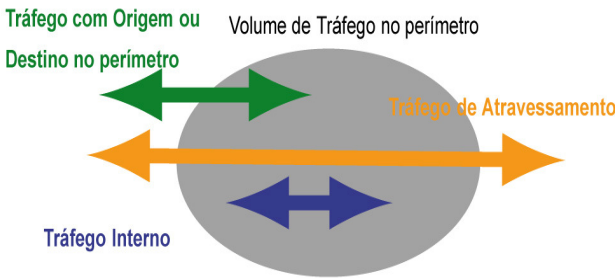 Tráfego com Origem ou
Destino no perímetro
Volume de Tráfego no perímetro
Tráfego de Atravessamento
Tráfego Interno